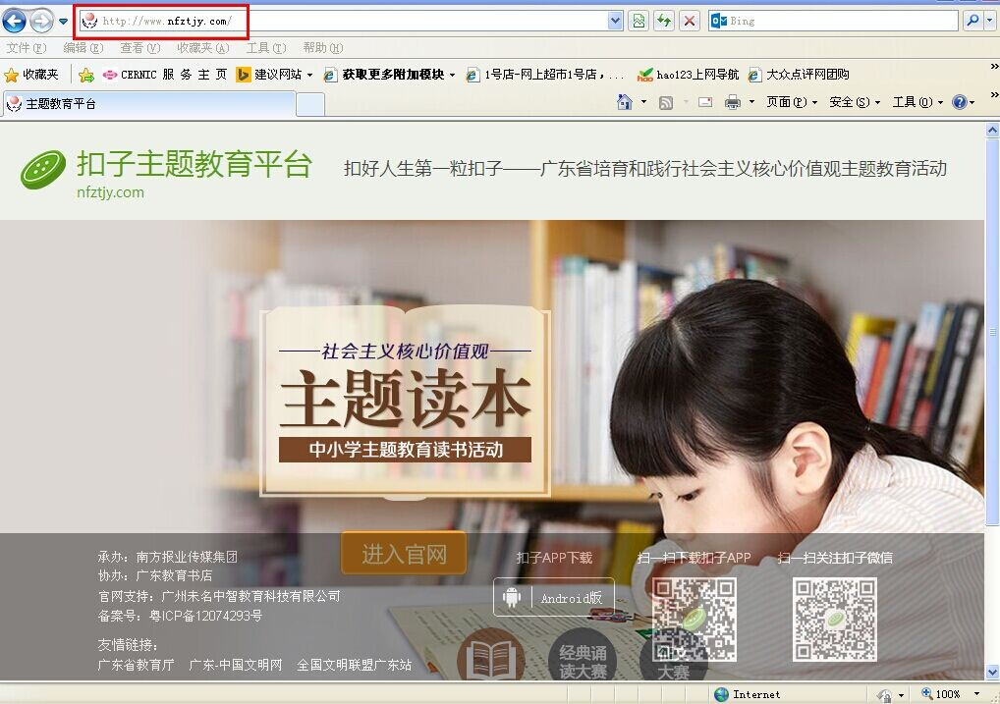 http://www.nfztjy.com/
Bing
文件(F) 编辑(E) 查看(V) 收藏夹(A) 工具(T) 帮助(H)
收藏夹 CERNIC 服 务 主 页 建议网站 获取更多附加模块 1号店-网上超市1号店,... hao123上网导航 大众点评网团购
主题教育平台
页面(P) 安全(S) 工具(O)
扣子主题教育平台
nfztjy.com
扣好人生第一粒扣子——广东省培育和践行社会主义核心价值观主题教育活动
社会主义核心价值观
主题读本
中小学主题教育读书活动
进入官网
承办：南方报业传媒集团
协办：广东教育书店
官网支持：广州未名中智教育科技有限公司
备案号：粤ICP备12074293号
友情链接：
广东省教育厅 广东-中国文明网 全国文明联盟广东站
扣子APP下载
Android版
扫一扫下载扣子APP
扫一扫关注扣子微信
经典诵
读大赛
大赛
Internet
100%